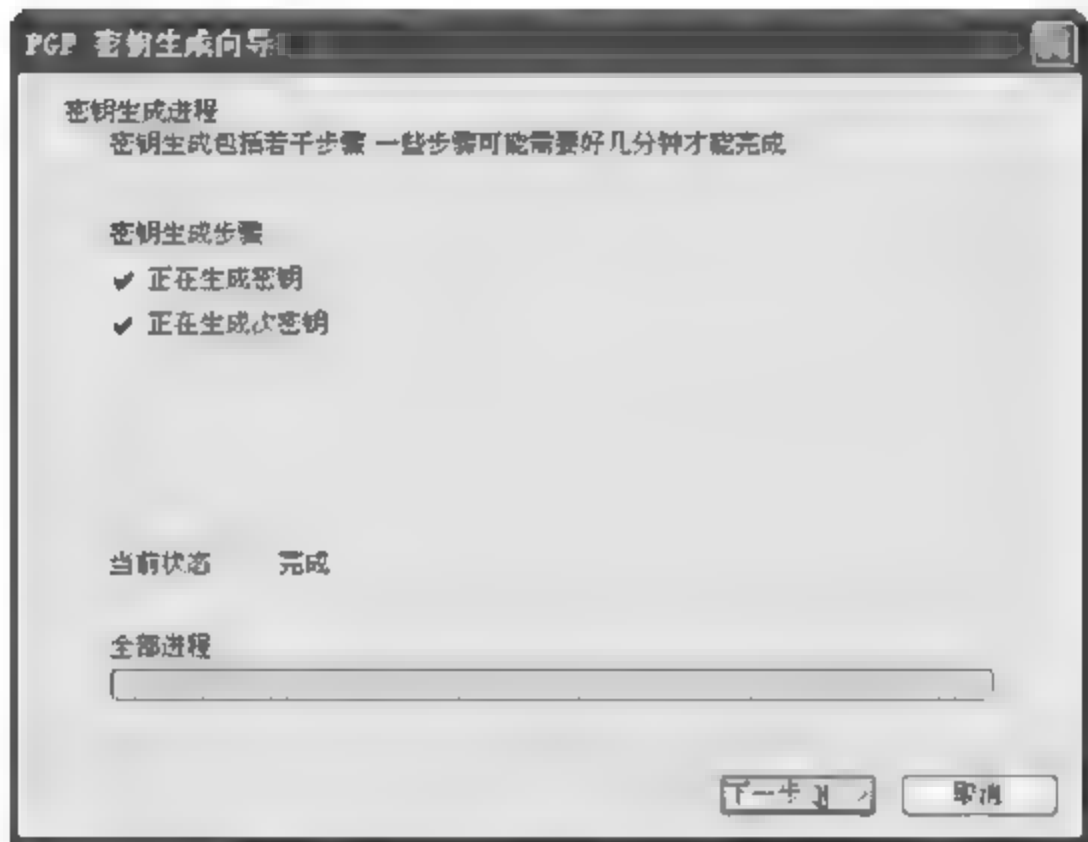 PGP 密钥生成向导
密钥生成进程
密钥生成包括若干步骤 一些步骤可能需要好几分钟才能完成
密钥生成步骤
✔ 正在生成密钥
✔ 正在生成次密钥
当前状态 完成
全部进程
下一步 N >
取消